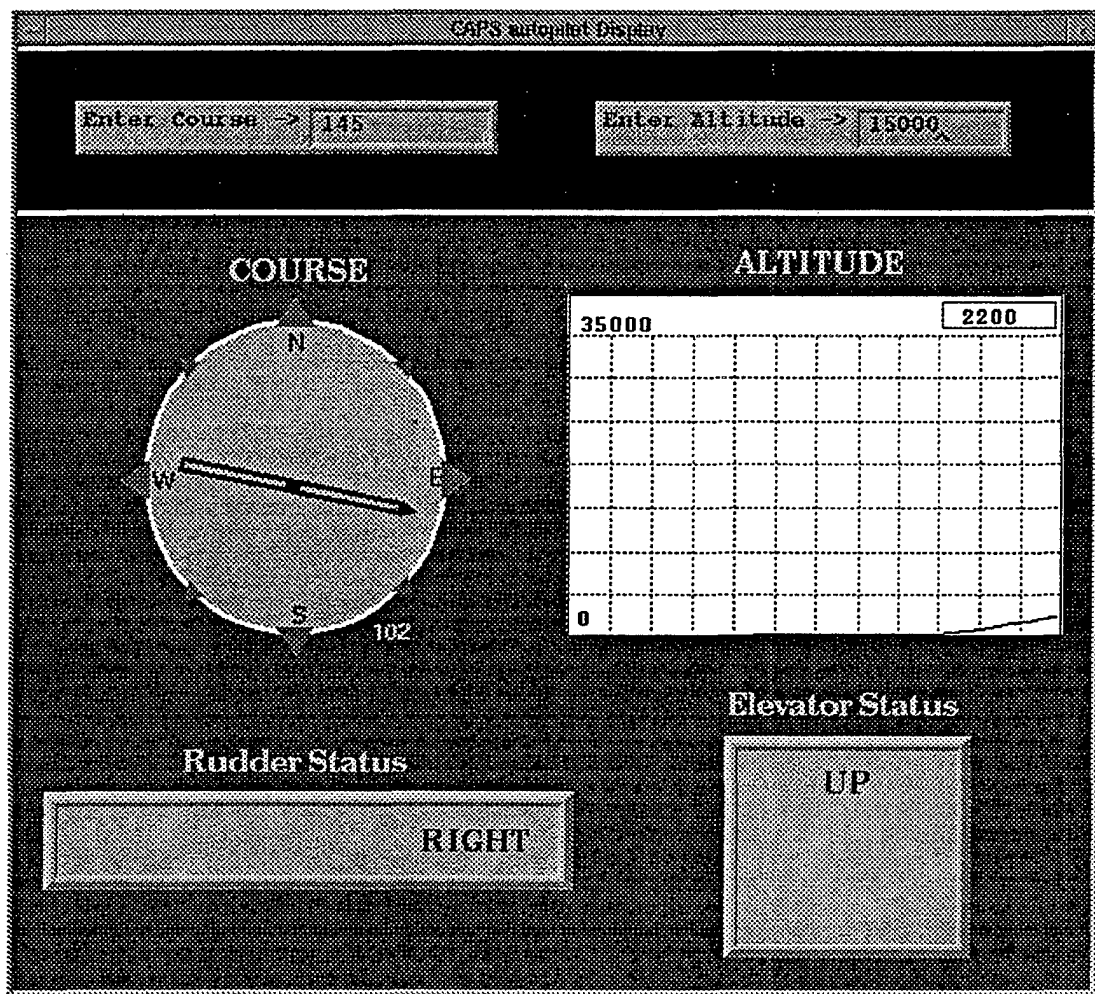 CAPS autopilot Display
Enter Course -> 145
Enter Altitude -> 15000
COURSE
N
W
E
S
102
ALTITUDE
35000
2200
0
Rudder Status
RIGHT
Elevator Status
UP